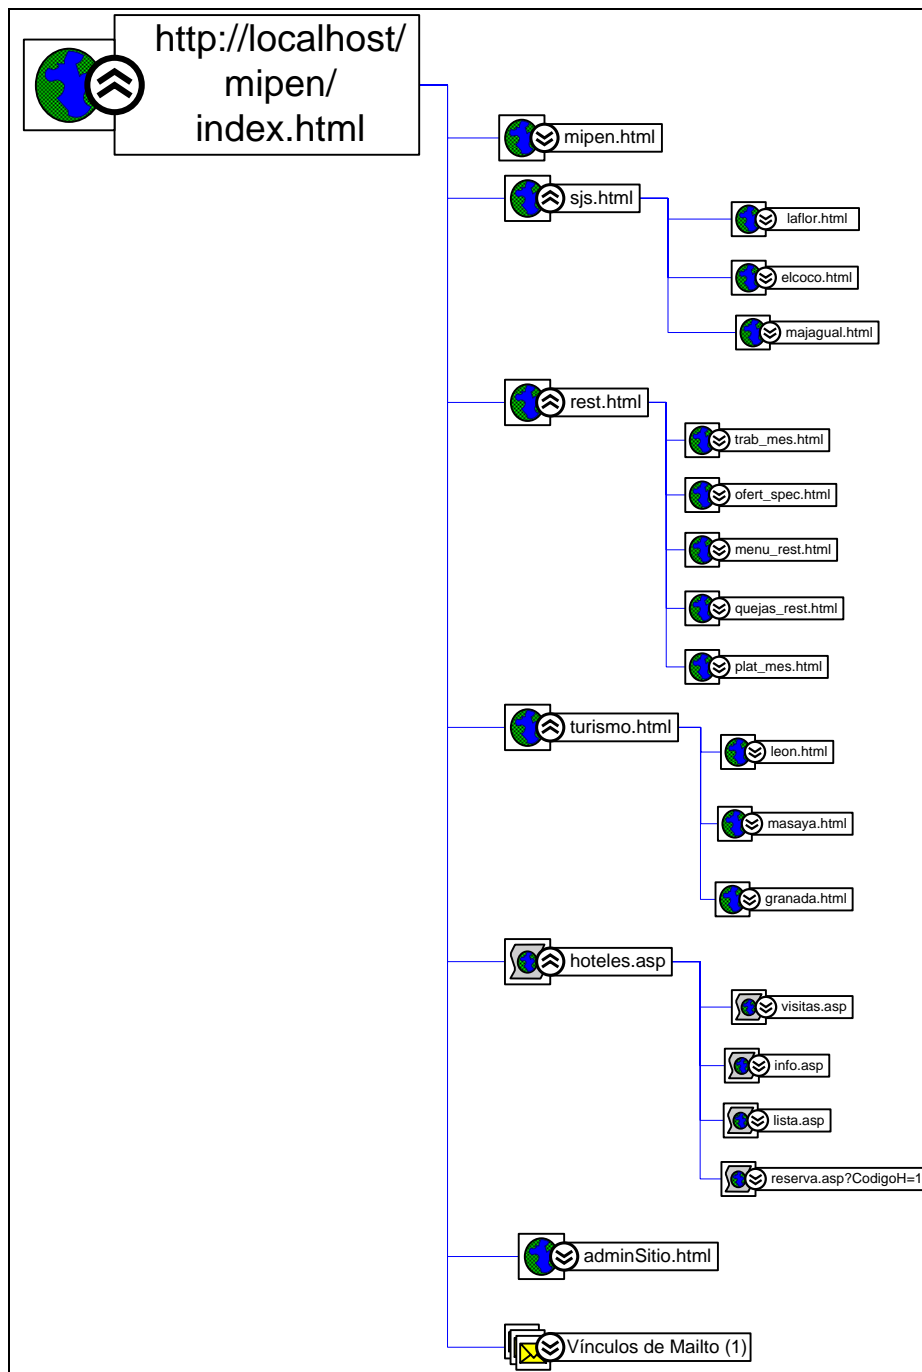 http://localhost/
mipen/
index.html
mipen.html
sjs.html
laflor.html
elcoco.html
majagual.html
rest.html
trab_mes.html
ofert_spec.html
menu_rest.html
quejas_rest.html
plat_mes.html
turismo.html
leon.html
masaya.html
granada.html
hoteles.asp
visitas.asp
info.asp
lista.asp
reserva.asp?CodigoH=1
adminSitio.html
Vínculos de Mailto (1)